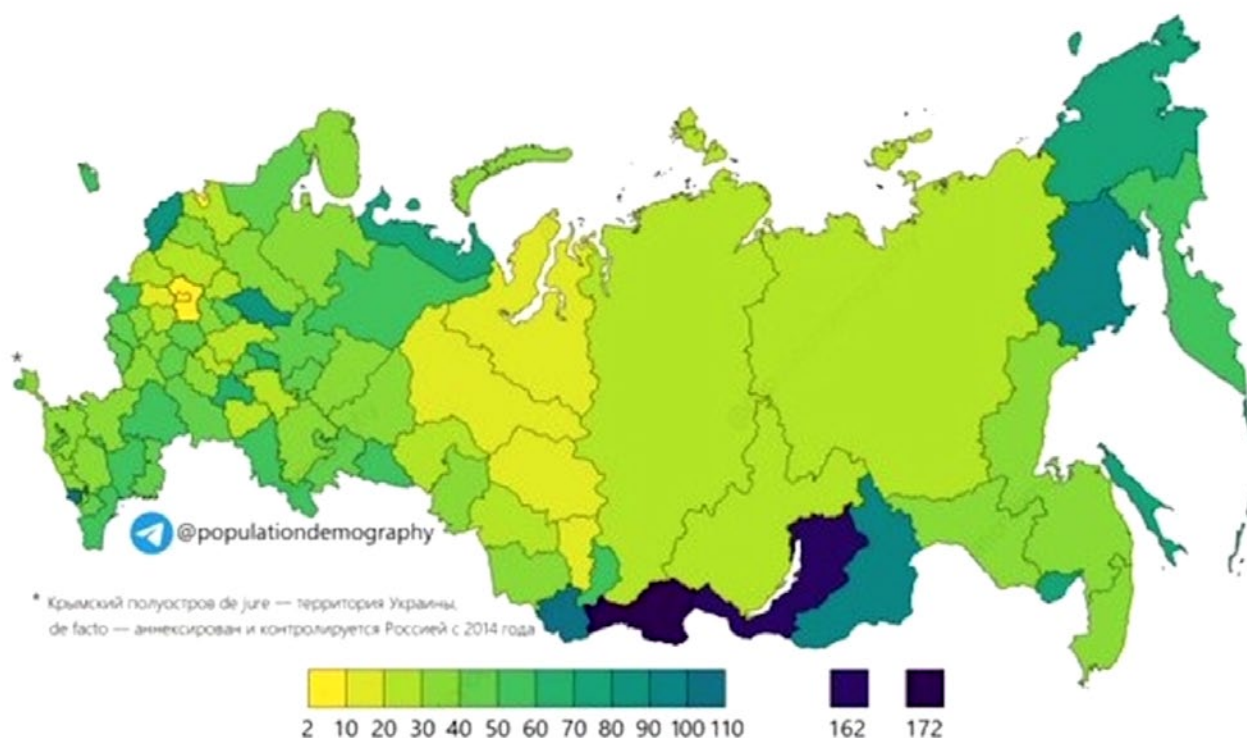 *
@populationdemography
* Крымский полуостров de jure — территория Украины,
de facto — аннексирован и контролируется Россией с 2014 года
2 10 20 30 40 50 60 70 80 90 100 110 162 172